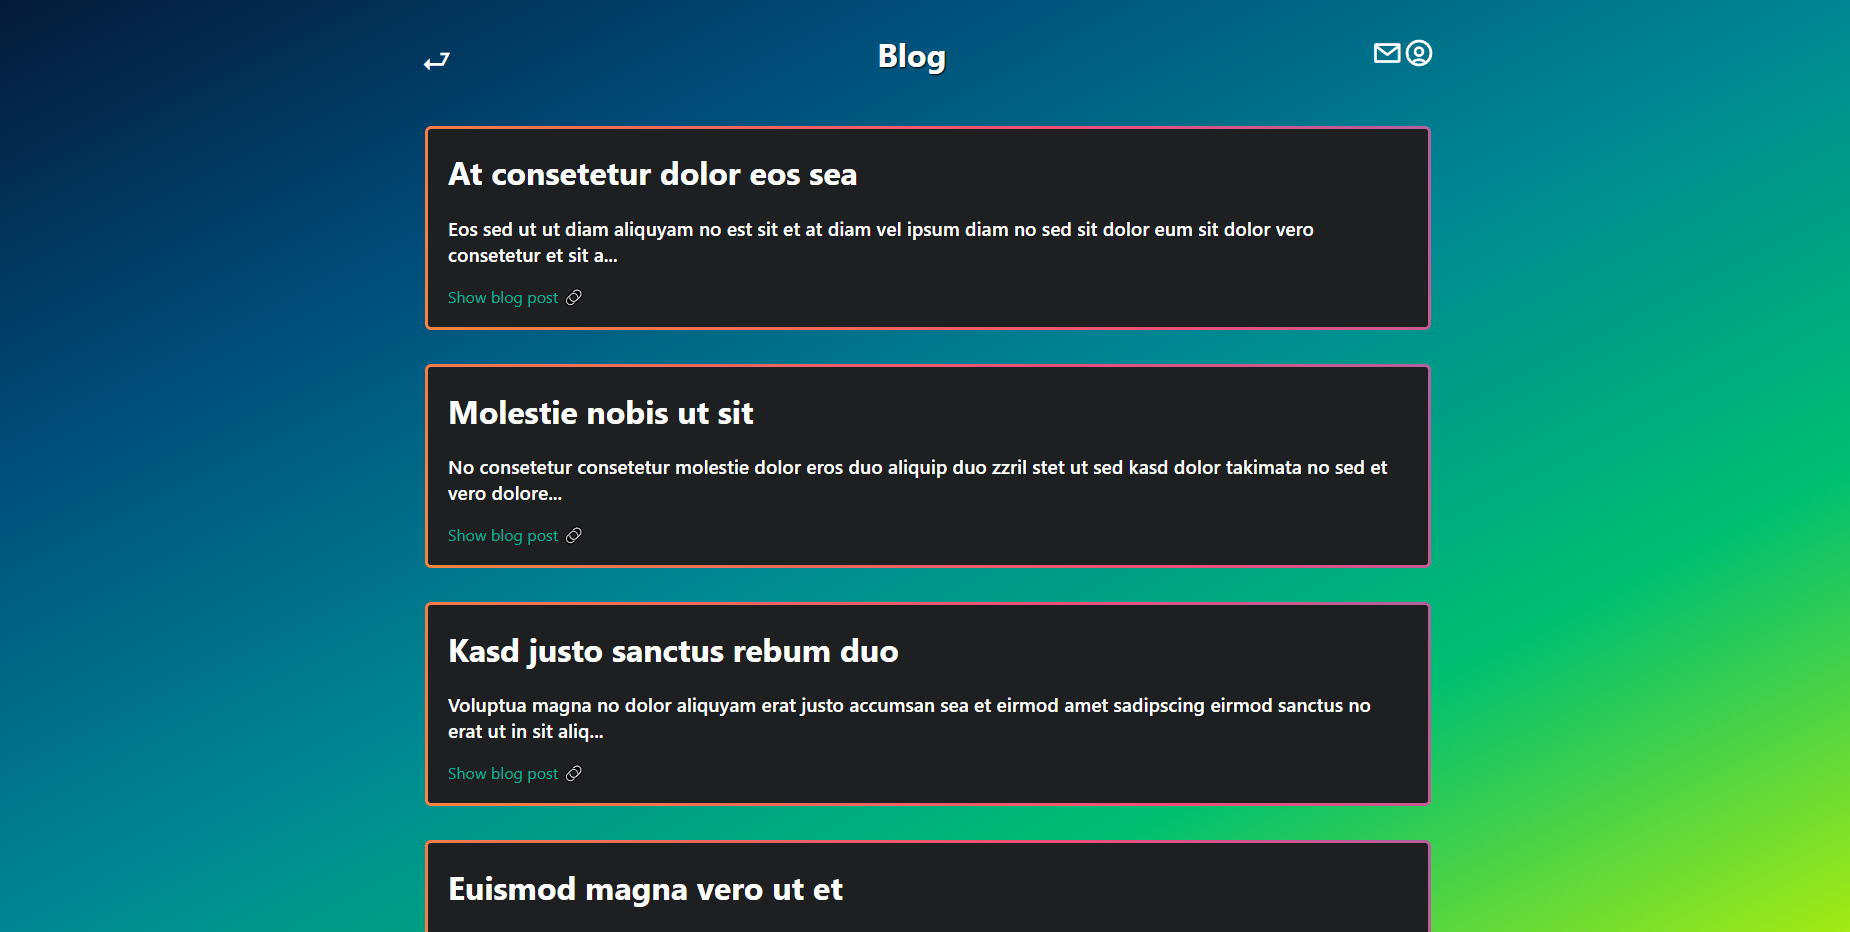 Blog
At consetetur dolor eos sea
Eos sed ut ut diam aliquyam no est sit et at diam vel ipsum diam no sed sit dolor eum sit dolor vero
consetetur et sit a...
Show blog post
Molestie nobis ut sit
No consetetur consetetur molestie dolor eros duo aliquip duo zzril stet ut sed kasd dolor takimata no sed et
vero dolore...
Show blog post
Kasd justo sanctus rebum duo
Voluptua magna no dolor aliquyam erat justo accumsan sea et eirmod amet sadipscing eirmod sanctus no
erat ut in sit aliq...
Show blog post
Euismod magna vero ut et